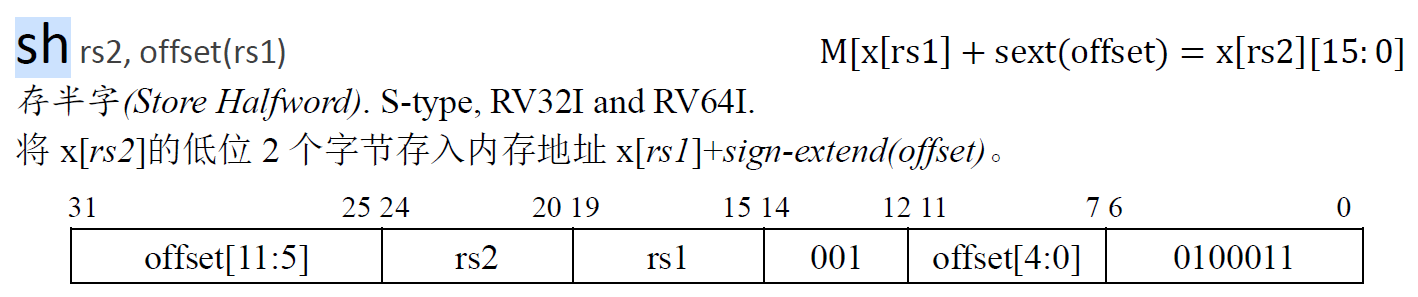 sh rs2, offset(rs1) M[x[rs1] + sext(offset) = x[rs2][15: 0]
存半字(Store Halfword). S-type, RV32I and RV64I.
将 x[rs2]的低位 2 个字节存入内存地址 x[rs1]+sign-extend(offset)。
31 25 24 20 19 15 14 12 11 7 6 0
offset[11:5] rs2 rs1 001 offset[4:0] 0100011